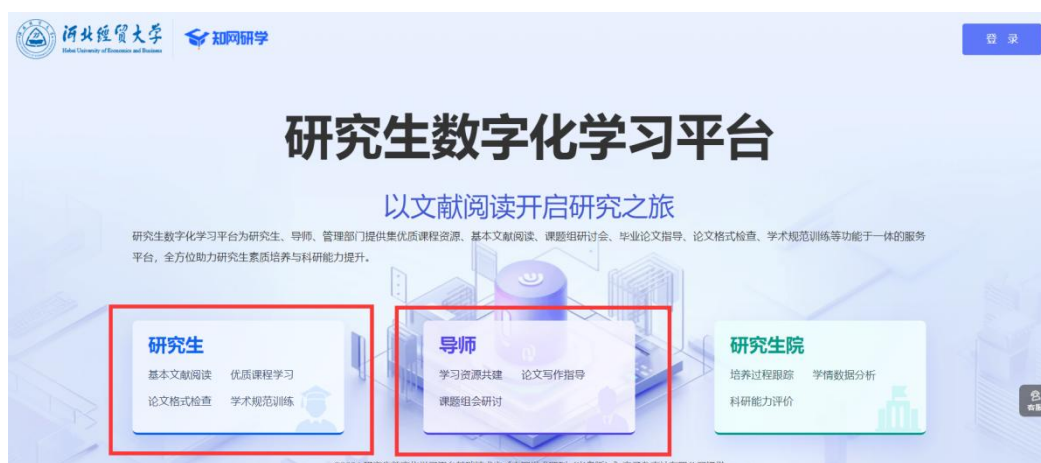 河北经贸大学
Hebei University of Economics and Business
知网研学
登 录
研究生数字化学习平台
以文献阅读开启研究之旅
研究生数字化学习平台为研究生、导师、管理部门提供集优质课程资源、基本文献阅读、课题组研讨会、毕业论文指导、论文格式检查、学术规范训练等功能于一体的服务
平台，全方位助力研究生素质培养与科研能力提升。
研究生
基本文献阅读 优质课程学习
论文格式检查 学术规范训练
导师
学习资源共建 论文写作指导
课题组会研讨
研究生院
培养过程跟踪 学情数据分析
科研能力评价